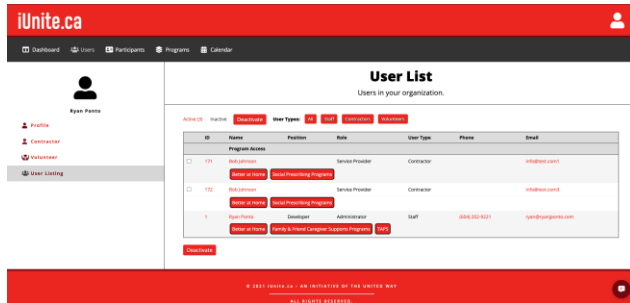 iUnite.ca
Dashboard Users Participants Programs Calendar
User List
Users in your organization.
Ryan Ponto
Profile
Contractor
Volunteer
User Listing
Active (3) Inactive Deactivate User Types: All Staff Contractors Volunteers
ID Name Position Role User Type Phone Email
Program Access
171 Bob Johnson Service Provider Contractor
Better at Home Social Prescribing Programs
172 Bob Johnson Service Provider Contractor
Better at Home Social Prescribing Programs
1 Ryan Ponto Developer Administrator Staff
Better at Home Family & Friend Caregiver Supports Programs TAPS
Deactivate
© 2021 iUnite.ca - AN INITIATIVE OF THE UNITED WAY
ALL RIGHTS RESERVED.